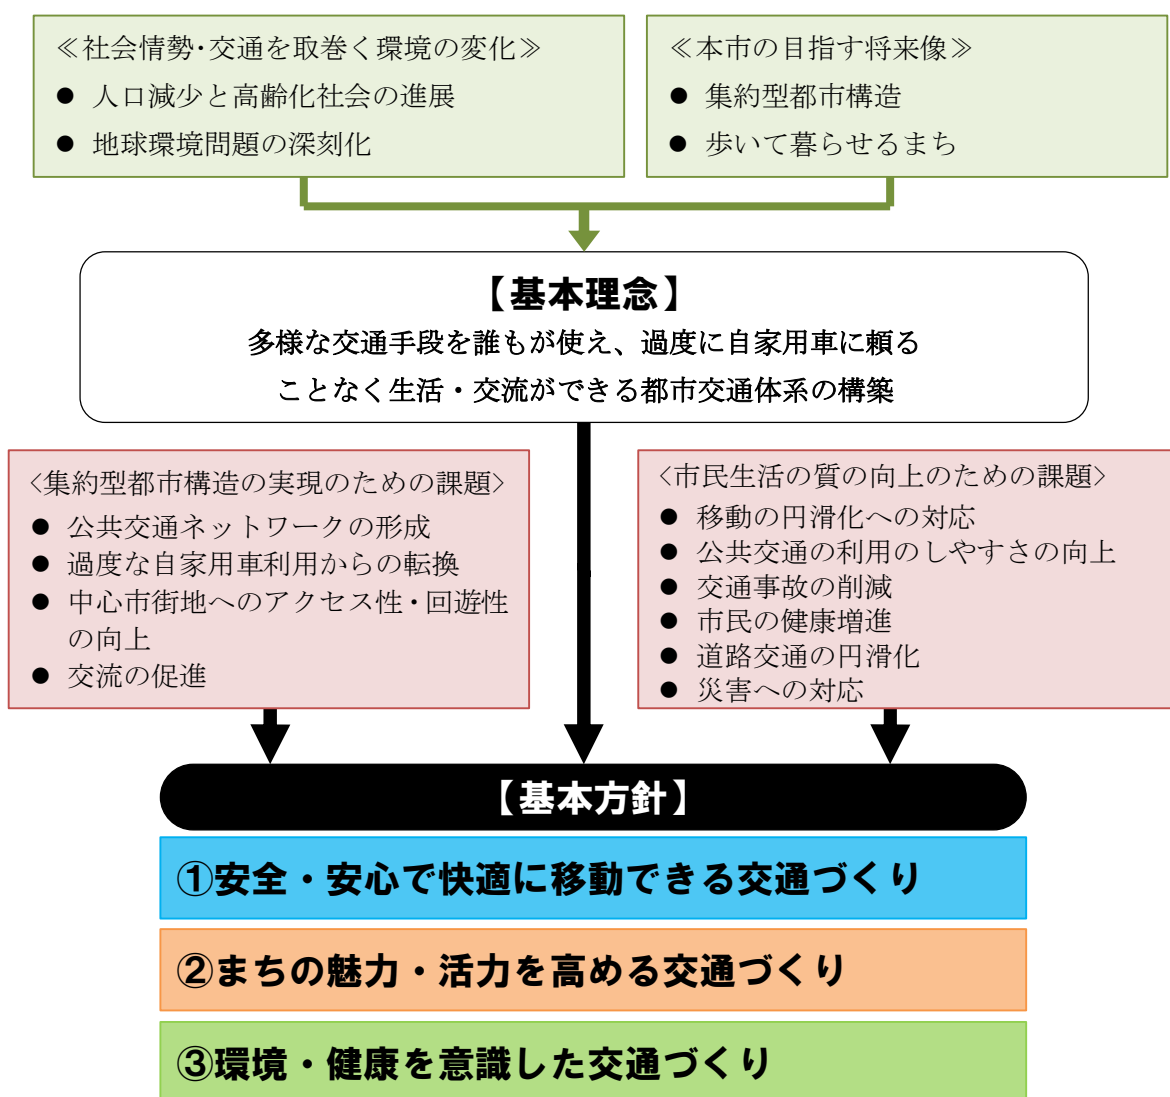 ≪社会情勢・交通を取巻く環境の変化≫
● 人口減少と高齢化社会の進展
● 地球環境問題の深刻化
≪本市の目指す将来像≫
● 集約型都市構造
● 歩いて暮らせるまち
【基本理念】
多様な交通手段を誰もが使え、過度に自家用車に頼る
ことなく生活・交流ができる都市交通体系の構築
<集約型都市構造の実現のための課題>
● 公共交通ネットワークの形成
● 過度な自家用車利用からの転換
● 中心市街地へのアクセス性・回遊性
の向上
● 交流の促進
<市民生活の質の向上のための課題>
● 移動の円滑化への対応
● 公共交通の利用のしやすさの向上
● 交通事故の削減
● 市民の健康増進
● 道路交通の円滑化
● 災害への対応
【基本方針】
①安全・安心で快適に移動できる交通づくり
②まちの魅力・活力を高める交通づくり
③環境・健康を意識した交通づくり